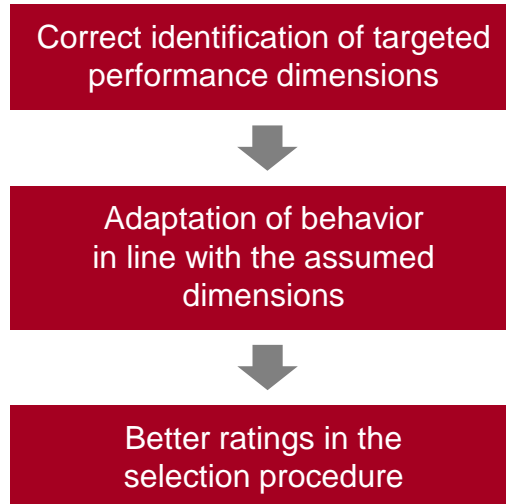 Correct identification of targeted
performance dimensions
Adaptation of behavior
in line with the assumed
dimensions
Better ratings in the
selection procedure